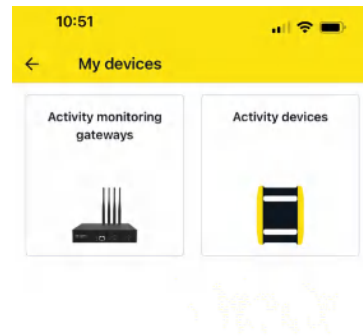 10:51
My devices
Activity monitoring
gateways
Activity devices